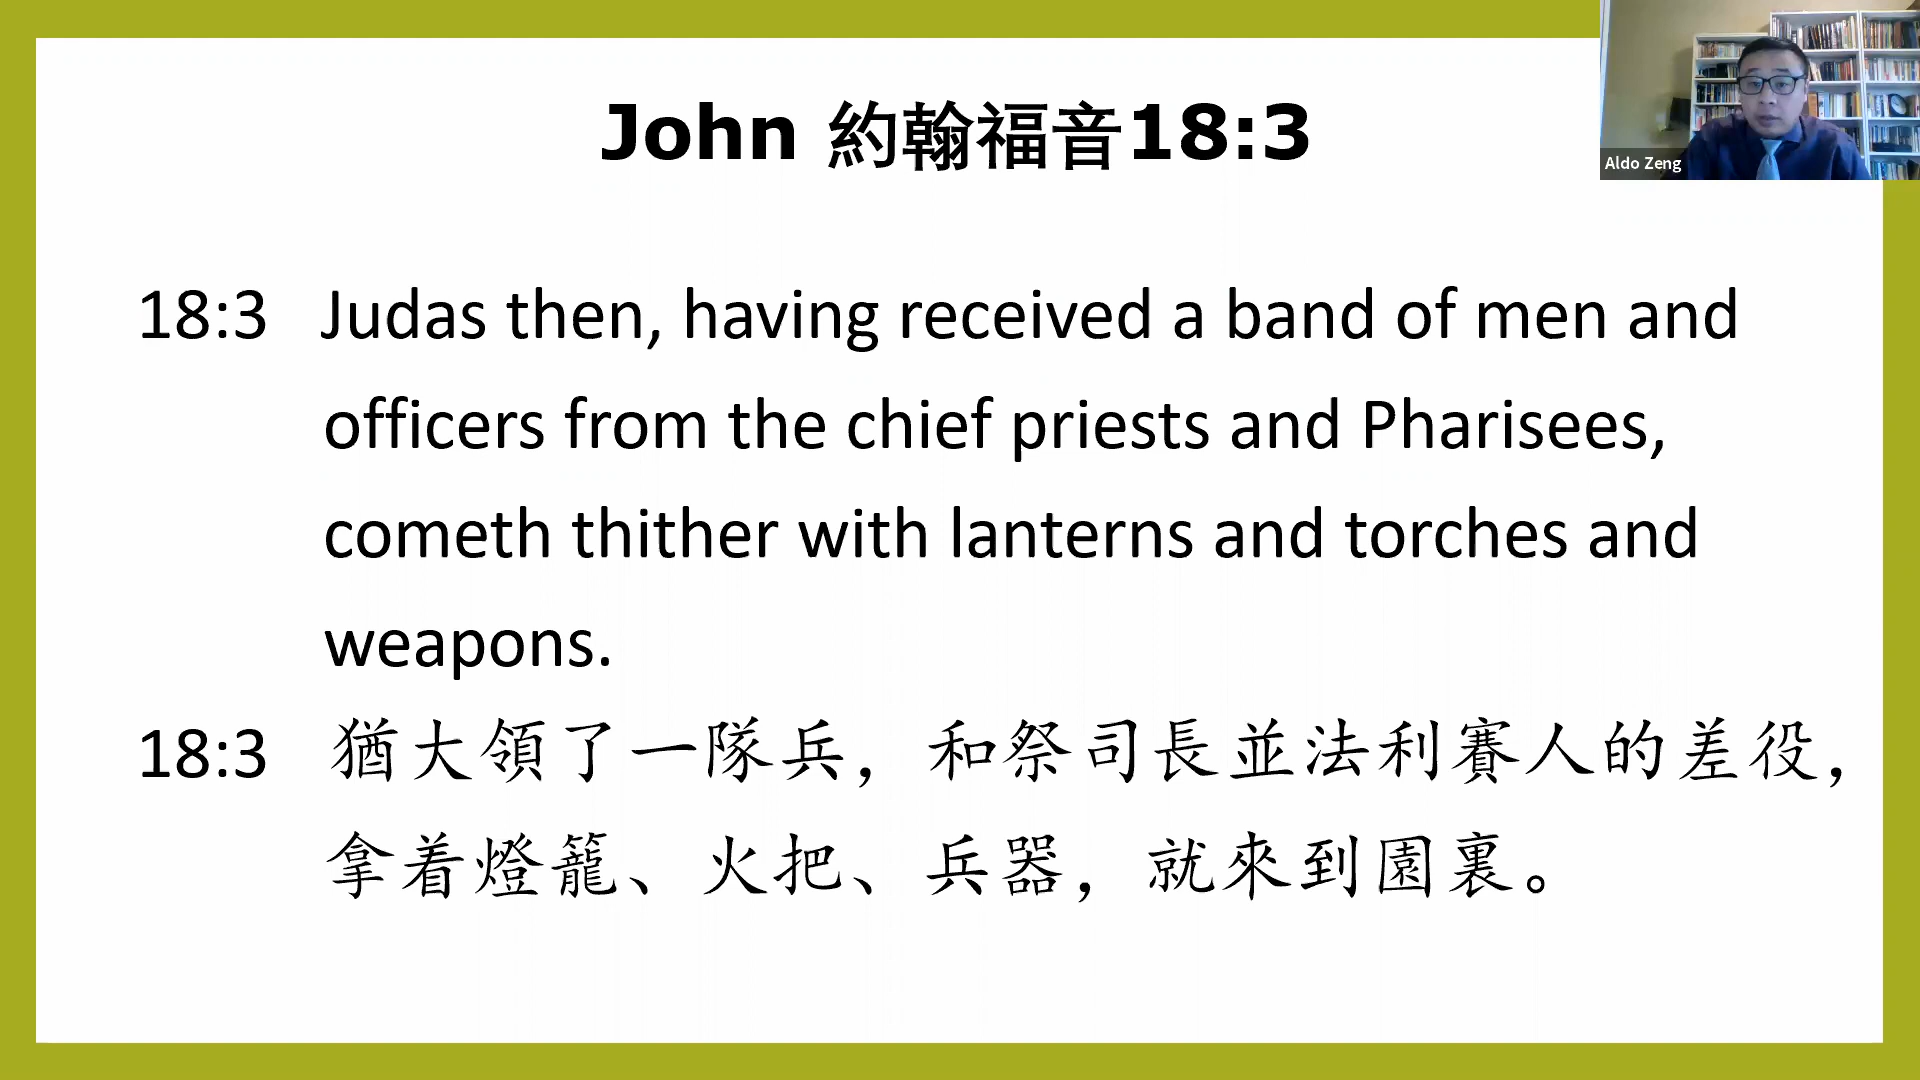 John 約翰福音18:3
Aldo Zeng
18:3 Judas then, having received a band of men and
officers from the chief priests and Pharisees,
cometh thither with lanterns and torches and
weapons.
18:3 猶大領了一隊兵，和祭司長並法利賽人的差役，
拿着燈籠、火把、兵器，就來到園裏。